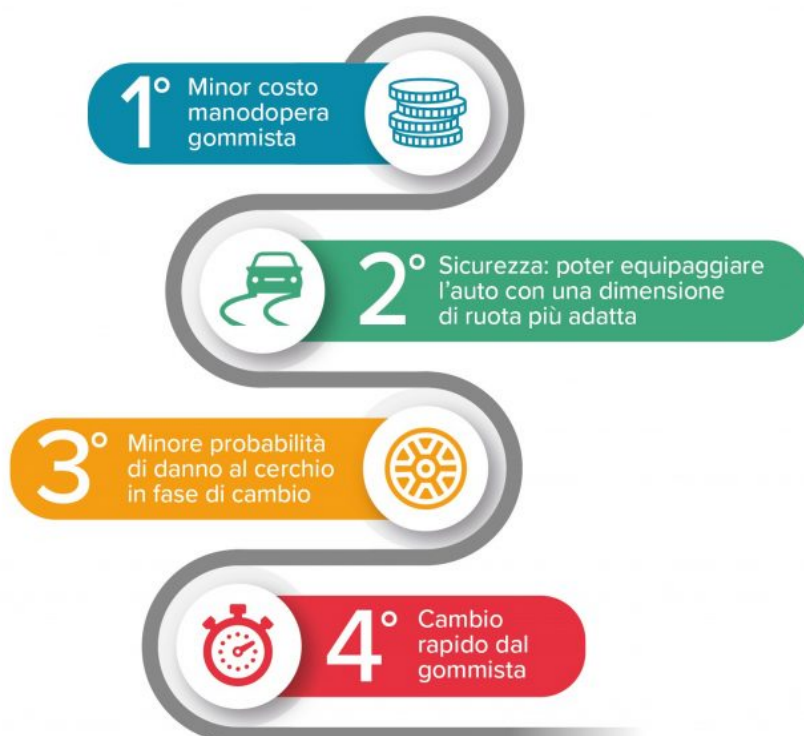 1°
Minor costo
manodopera
gommista
2°
Sicurezza: poter equipaggiare
l'auto con una dimensione
di ruota più adatta
3°
Minore probabilità
di danno al cerchio
in fase di cambio
4°
Cambio
rapido dal
gommista